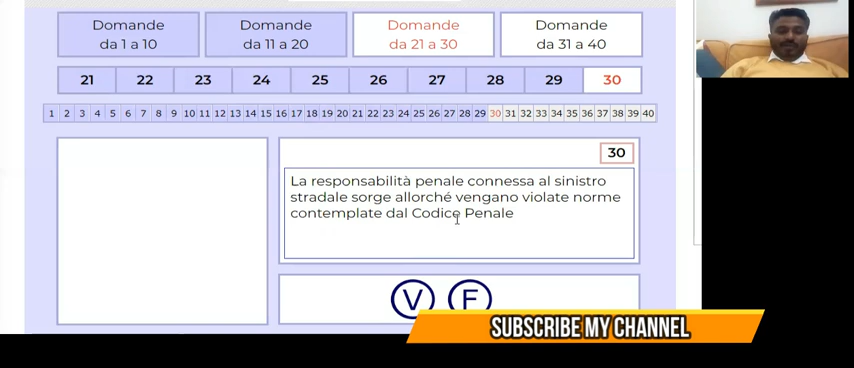 Domande
da 1 a 10
Domande
da 11 a 20
Domande
da 21 a 30
Domande
da 31 a 40
21 22 23 24 25 26 27 28 29 30
1 2 3 4 5 6 7 8 9 10 11 12 13 14 15 16 17 18 19 20 21 22 23 24 25 26 27 28 29 30 31 32 33 34 35 36 37 38 39 40
30
La responsabilità penale connessa al sinistro
stradale sorge allorché vengano violate norme
contemplate dal Codice Penale
V F
SUBSCRIBE MY CHANNEL